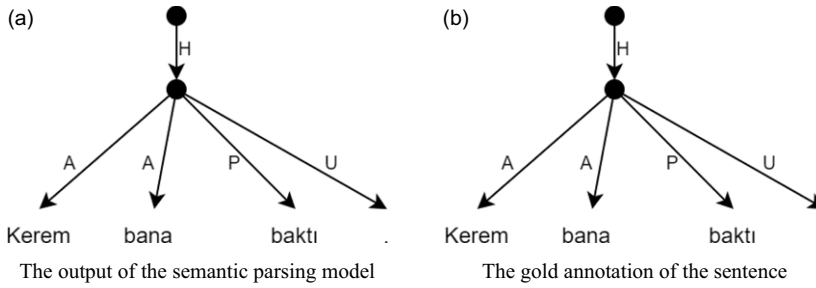 (a)
H
A A P U
Kerem bana baktı .
The output of the semantic parsing model
(b)
H
A A P U
Kerem bana baktı
The gold annotation of the sentence